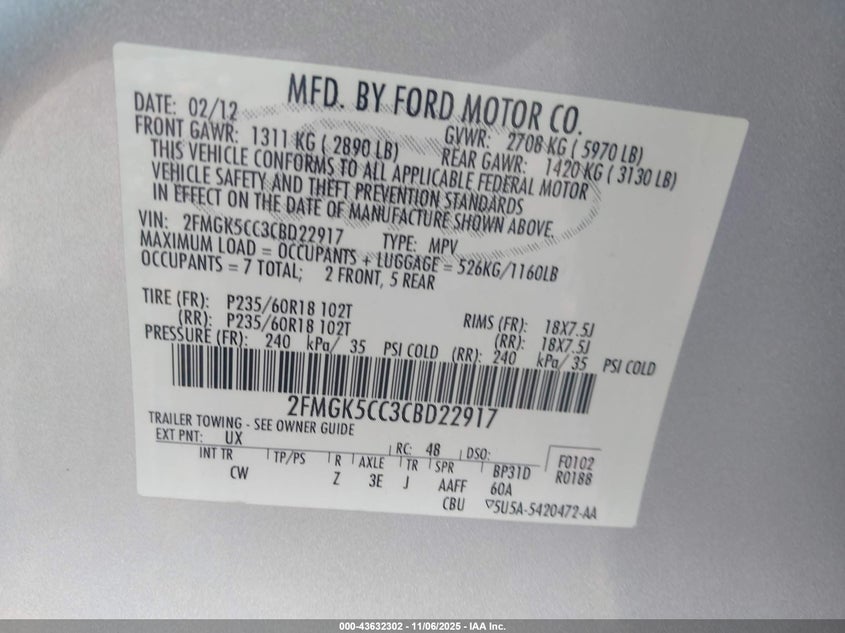 MFD. BY FORD MOTOR CO.
DATE: 02/12 GVWR: 2708 KG ( 5970 LB)
FRONT GAWR: 1311 KG ( 2890 LB) REAR GAWR: 1420 KG ( 3130 LB)
THIS VEHICLE CONFORMS TO ALL APPLICABLE FEDERAL MOTOR
VEHICLE SAFETY AND THEFT PREVENTION STANDARDS
IN EFFECT ON THE DATE OF MANUFACTURE SHOWN ABOVE.
VIN: 2FMGK5CC3CBD22917 TYPE: MPV
MAXIMUM LOAD = OCCUPANTS + LUGGAGE = 526KG/1160LB
OCCUPANTS = 7 TOTAL; 2 FRONT, 5 REAR
TIRE (FR): P235/60R18 102T RIMS (FR): 18X7.5J
(RR): P235/60R18 102T (RR): 18X7.5J
PRESSURE (FR): 240 kPa/ 35 PSI COLD (RR): 240 kPa/ 35 PSI COLD
2FMGK5CC3CBD22917
TRAILER TOWING - SEE OWNER GUIDE
EXT PNT: UX RC: 48 DSO: F0102
INT TR TP/PS R AXLE TR SPR BP31D R0188
CW Z 3E J AAFF 60A
CBU 5U5A-5420472-AA
000-43632302 - 11/06/2025 - IAA Inc.